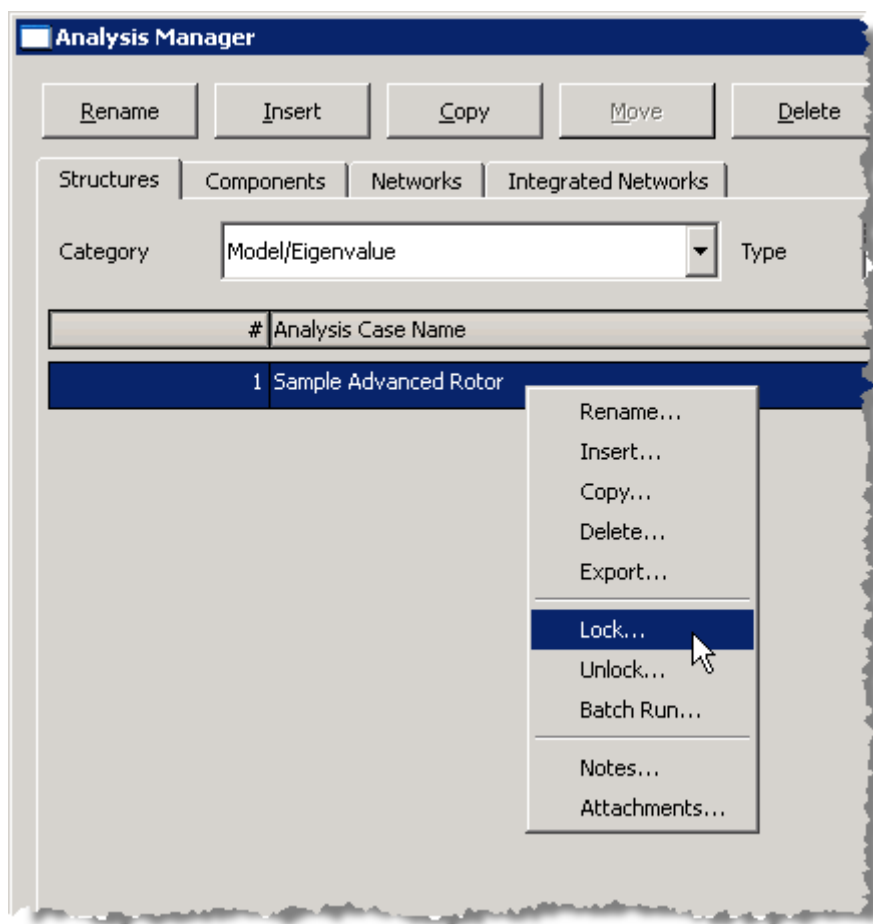 Analysis Manager
Rename Insert Copy Move Delete
Structures Components Networks Integrated Networks
Category Model/Eigenvalue Type
# Analysis Case Name
1 Sample Advanced Rotor
Rename...
Insert...
Copy...
Delete...
Export...
Lock...
Unlock...
Batch Run...
Notes...
Attachments...